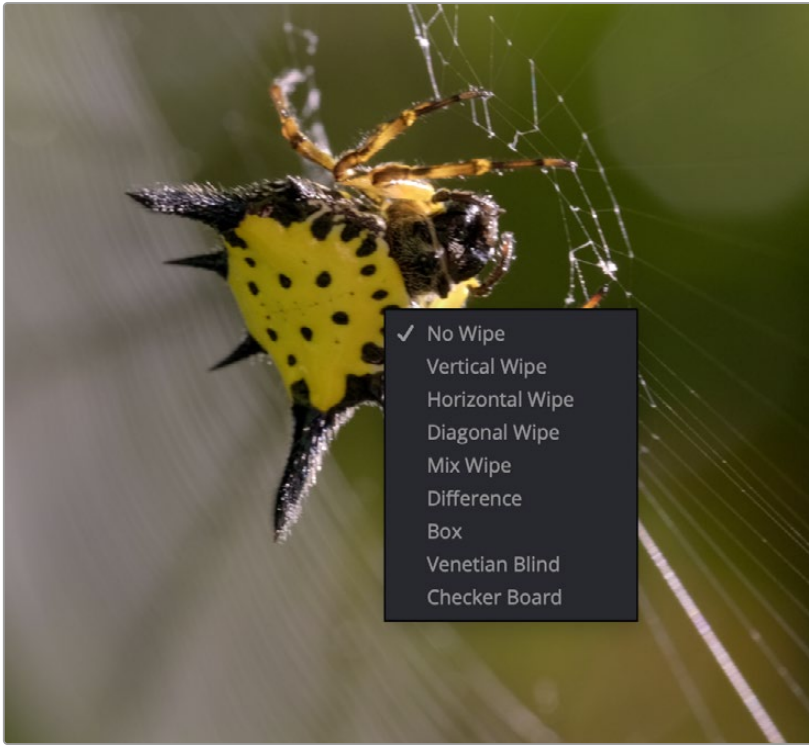 No Wipe
Vertical Wipe
Horizontal Wipe
Diagonal Wipe
Mix Wipe
Difference
Box
Venetian Blind
Checker Board